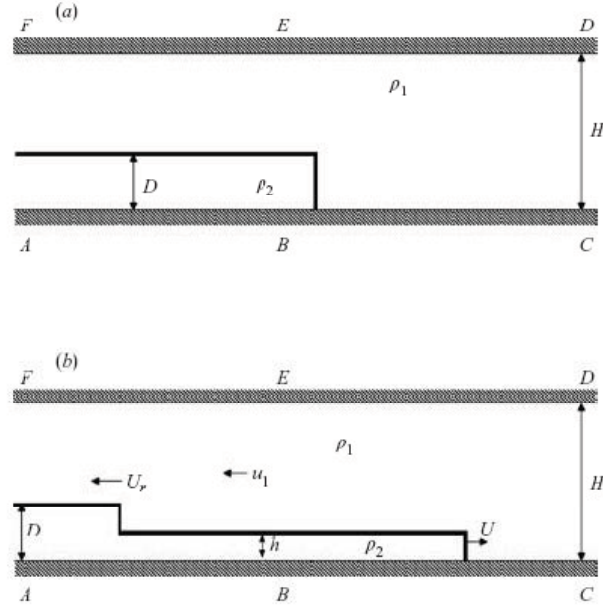 (a)
F E D
ρ₁
H
D ρ₂
A B C
(b)
F E D
ρ₁
U_r u₁
H
D U
h ρ₂
A B C